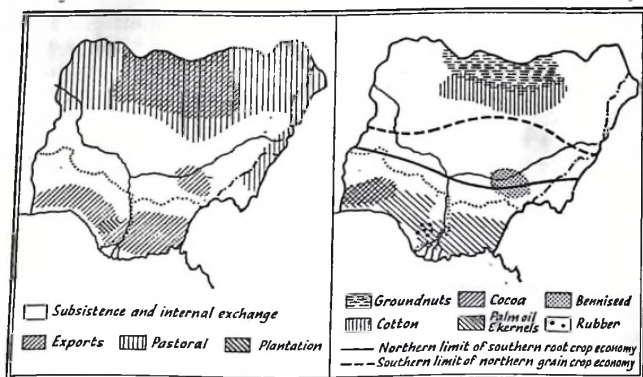 Subsistence and internal exchange
Exports Pastoral Plantation
Groundnuts Cocoa Benniseed
Cotton Palm oil & kernels Rubber
Northern limit of southern root crop economy
Southern limit of northern grain crop economy